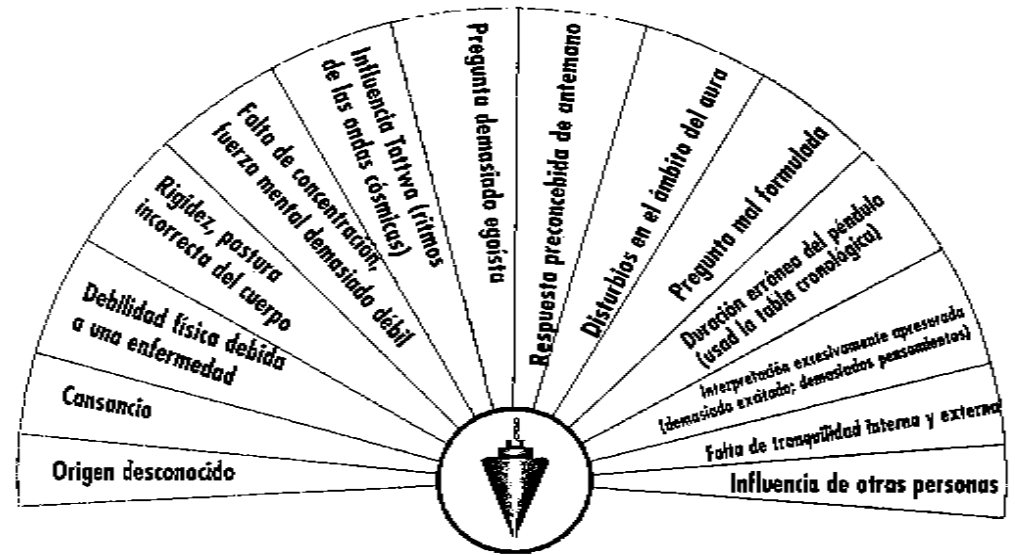 Origen desconocido
Cansancio
Debilidad física debida
a una enfermedad
Rigidez, postura
incorrecta del cuerpo
Falta de concentración,
fuerza mental demasiado débil
Influencia Tattwa (ritmos
de las ondas cósmicas)
Pregunta demasiado egoísta
Respuesta preconcebida de antemano
Disturbios en el ámbito del aura
Pregunta mal formulada
Duración errónea del péndulo
(usad la tabla cronológica)
Interpretación excesivamente apresurada
(demasiado excitado; demasiados pensamientos)
Falta de tranquilidad interna y externa
Influencia de otras personas